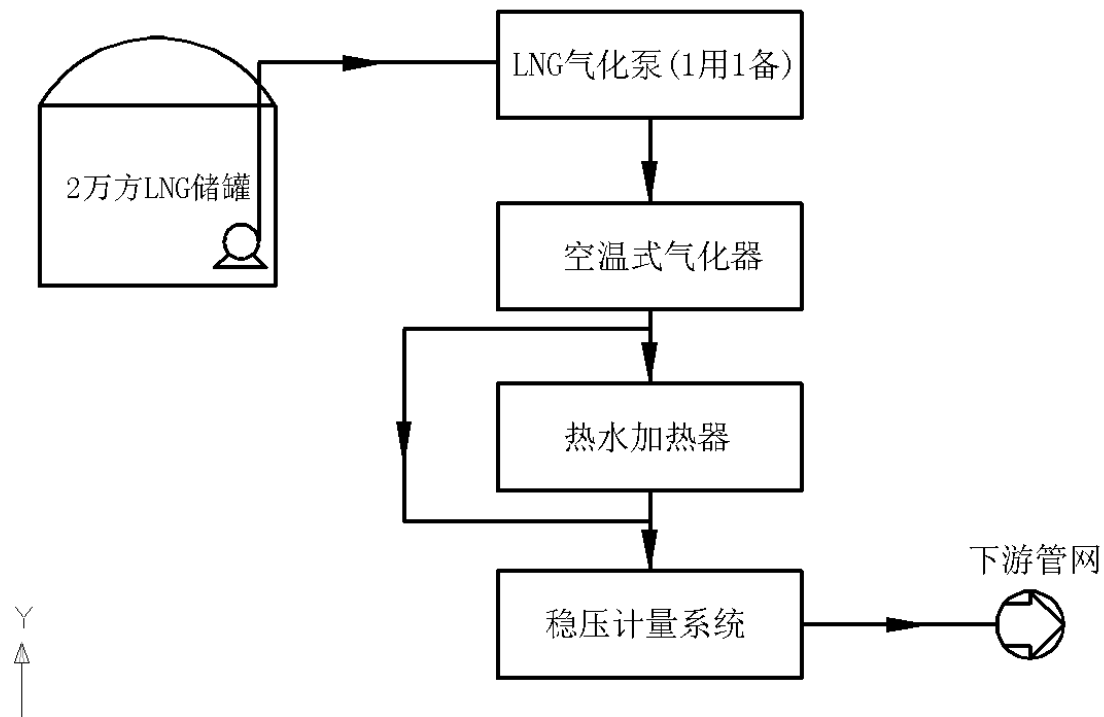 LNG气化泵(1用1备)
2万方LNG储罐
空温式气化器
热水加热器
下游管网
稳压计量系统
Y